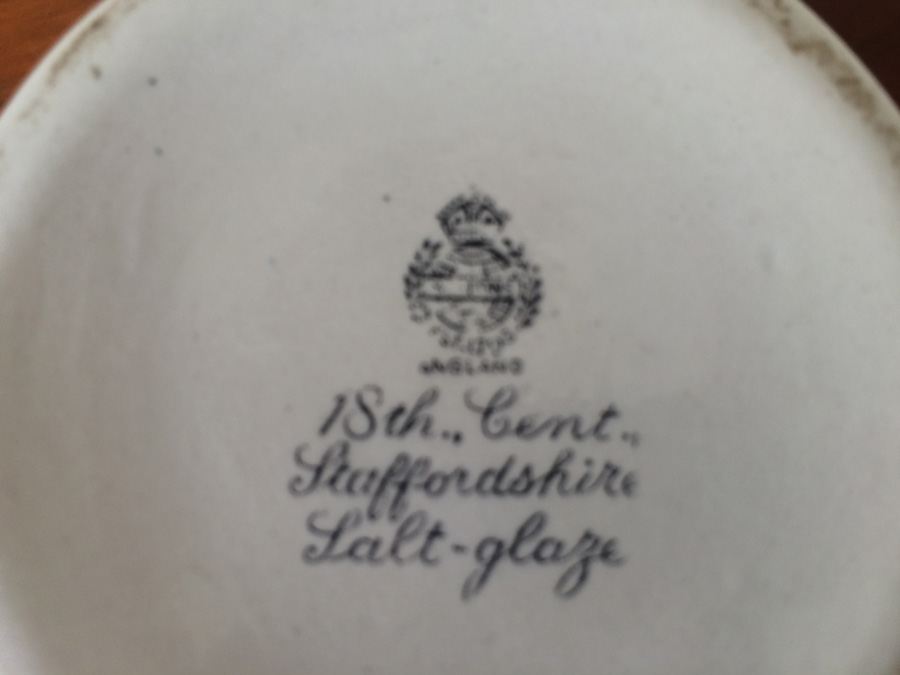 ENGLAND
18th., Cent.,
Staffordshire
Salt-glaze